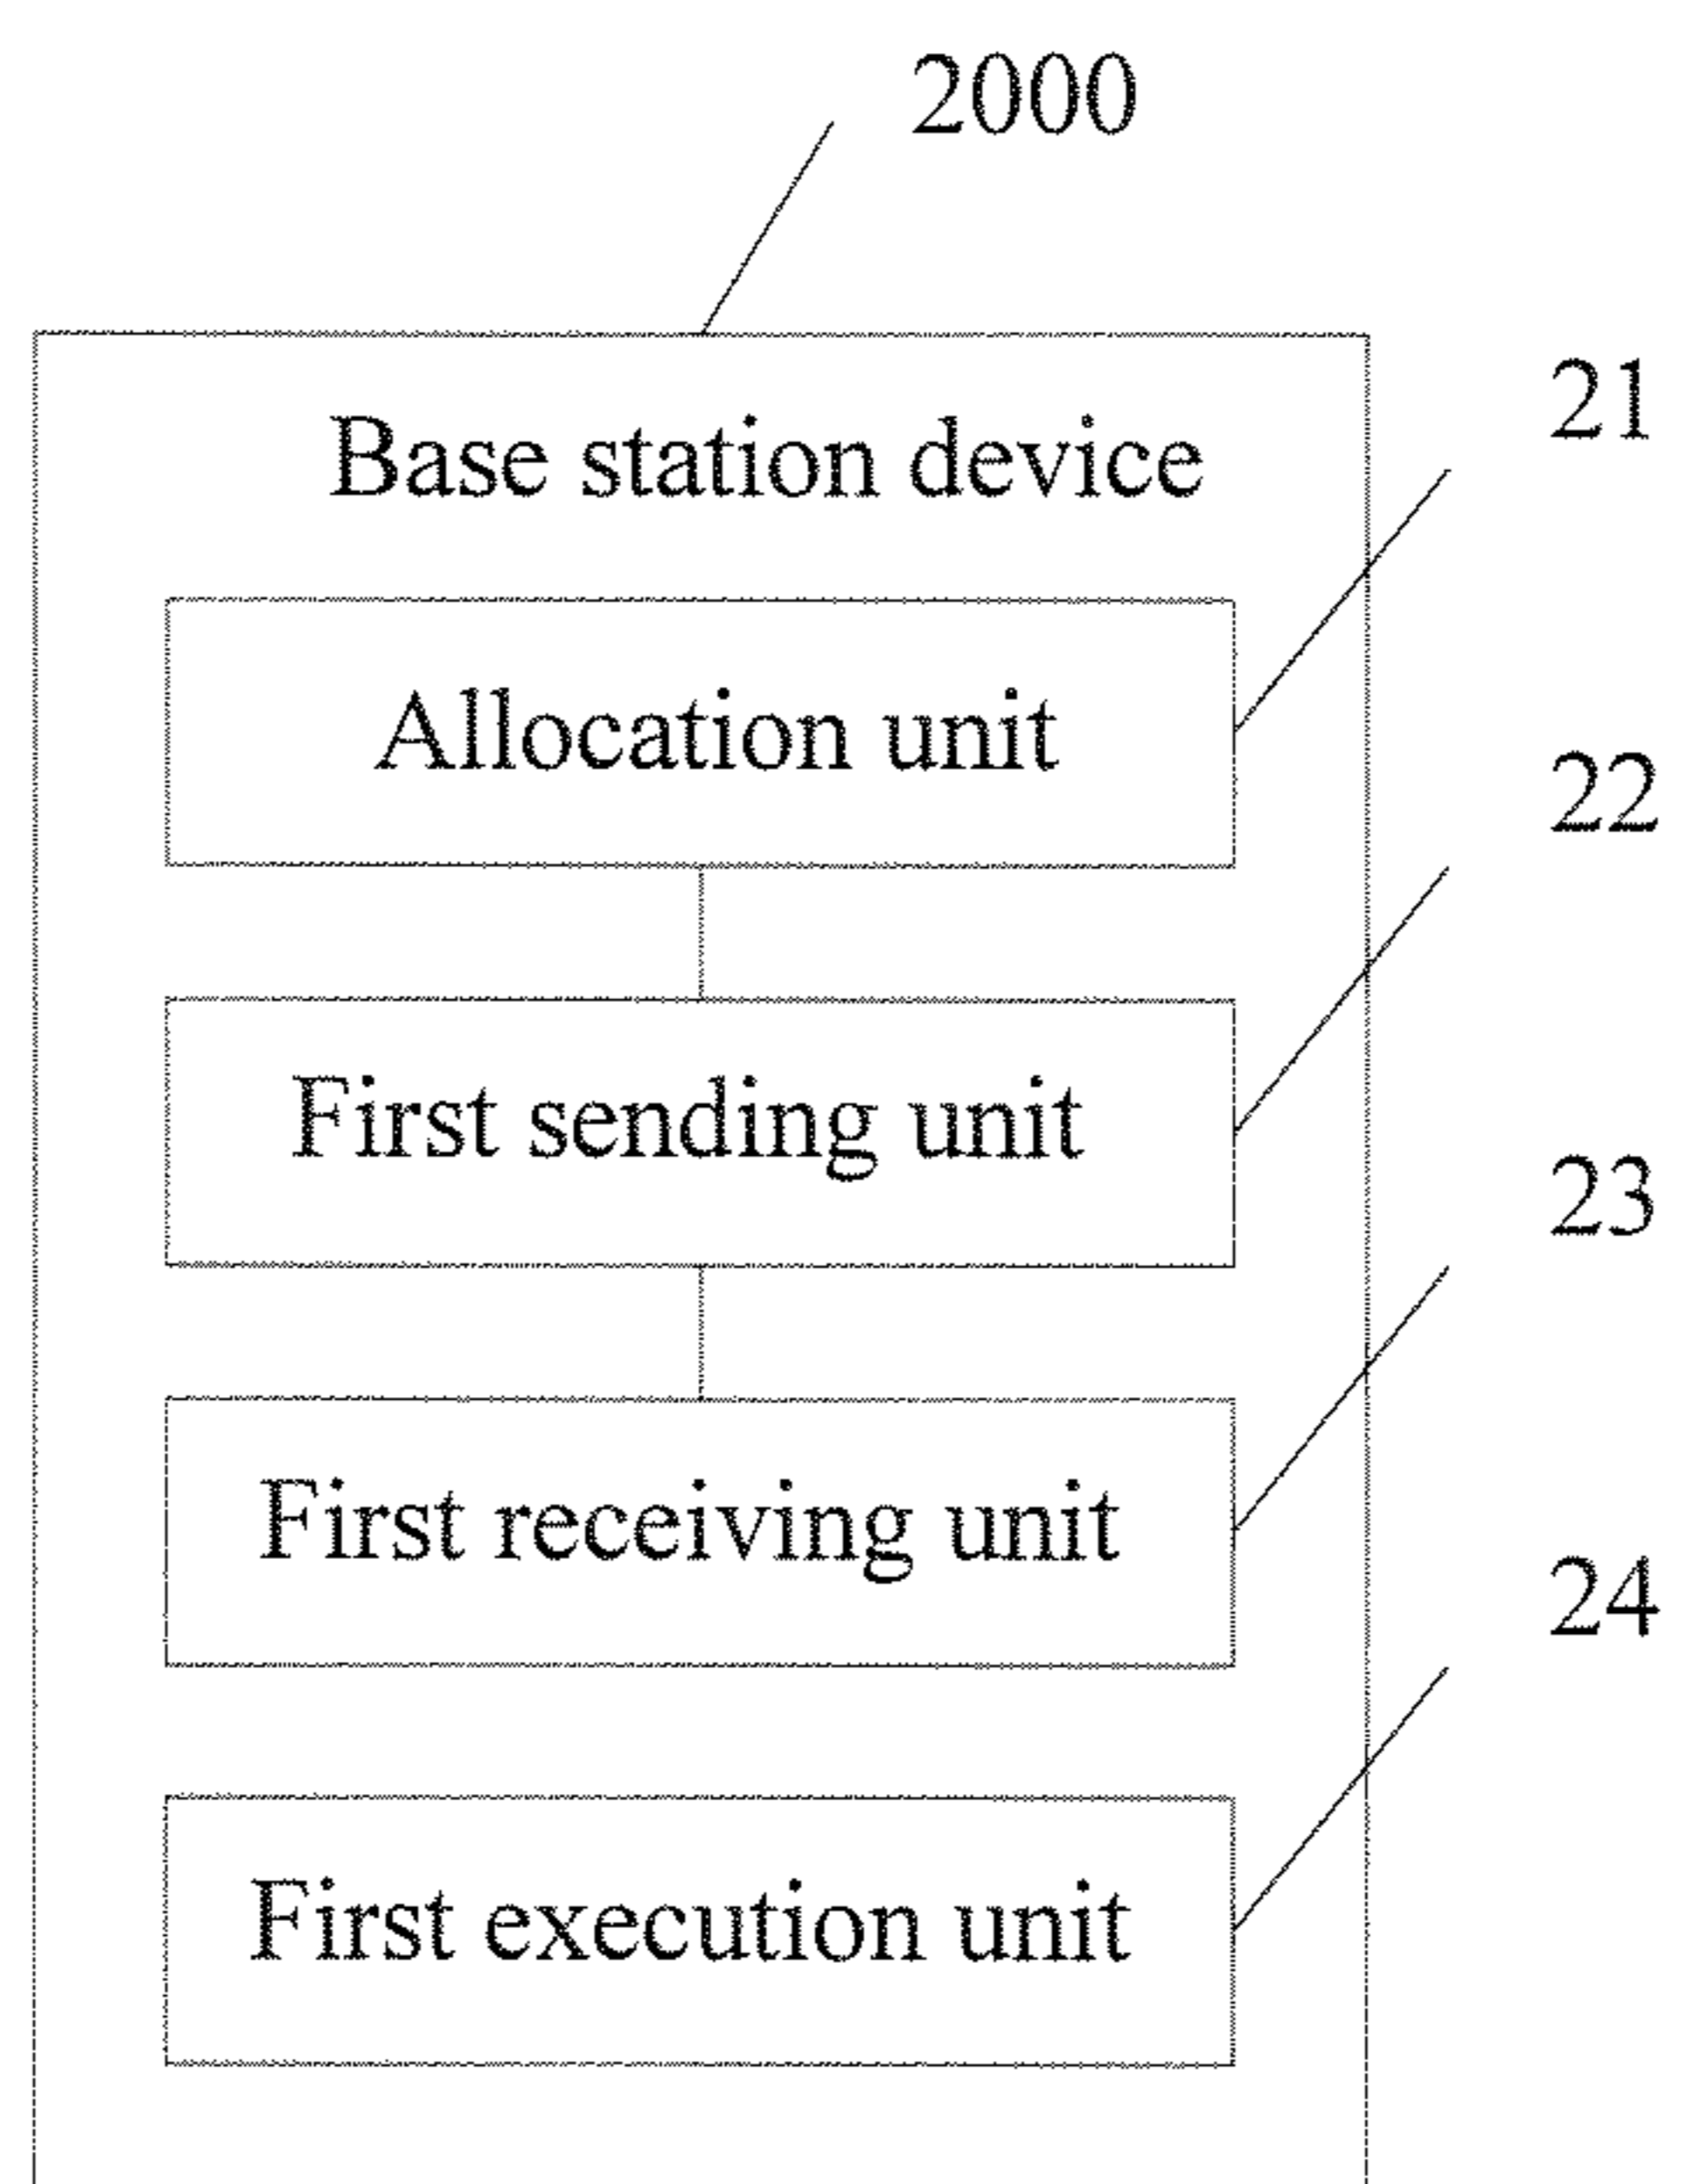 2000
Base station device
21
Allocation unit
22
First sending unit
23
First receiving unit
24
First execution unit